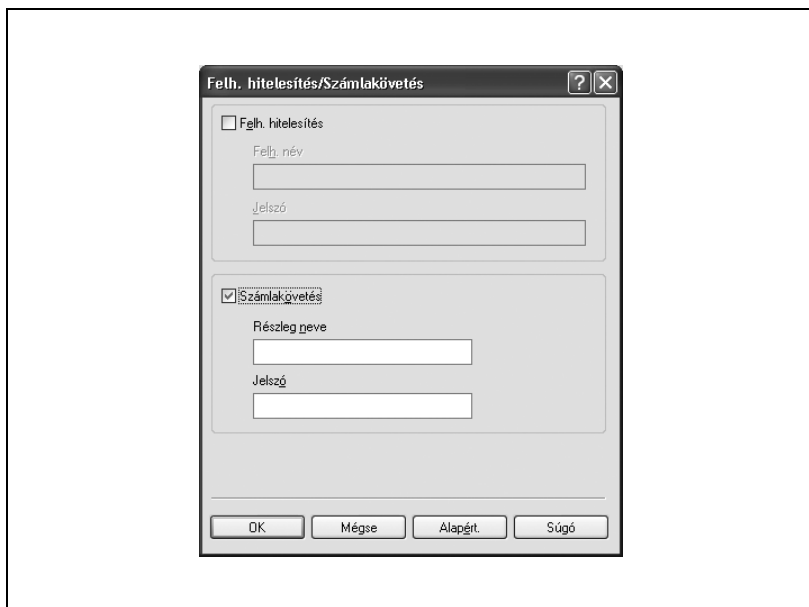 Felh. hitelesítés/Számlakövetés
Felh. hitelesítés
Felh. név
Jelszó
Számlakövetés
Részleg neve
Jelszó
OK Mégse Alapért. Súgó